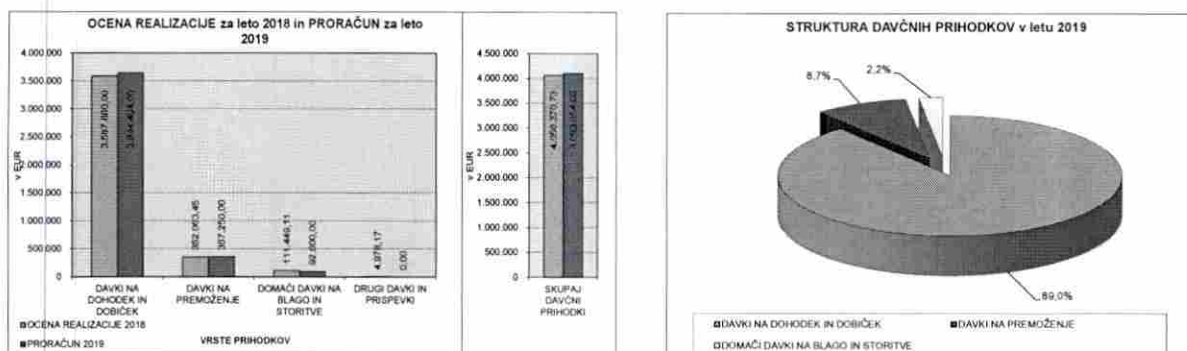 OCENA REALIZACIJE za leto 2018 in PRORAČUN za leto
2019
4.000.000
3.500.000
3.000.000
2.500.000
2.000.000
1.500.000
1.000.000
500.000
0
v EUR
362.063,45
367.250,00
111.449,11
92.600,00
4.978,17
0,00
DAVKI NA
DOHODEK IN
DOBIČEK
DAVKI NA
PREMOŽENJE
DOMAČI DAVKI NA
BLAGO IN
STORITVE
DRUGI DAVKI IN
PRISPEVKI
OCENA REALIZACIJE 2018
PRORAČUN 2019
VRSTE PRIHODKOV
4.500.000
4.000.000
3.500.000
3.000.000
2.500.000
2.000.000
1.500.000
1.000.000
500.000
0
v EUR
SKUPAJ
DAVČNI
PRIHODKI
STRUKTURA DAVČNIH PRIHODKOV v letu 2019
8,7%
2,2%
89,0%
DAVKI NA DOHODEK IN DOBIČEK
DAVKI NA PREMOŽENJE
DOMAČI DAVKI NA BLAGO IN STORITVE